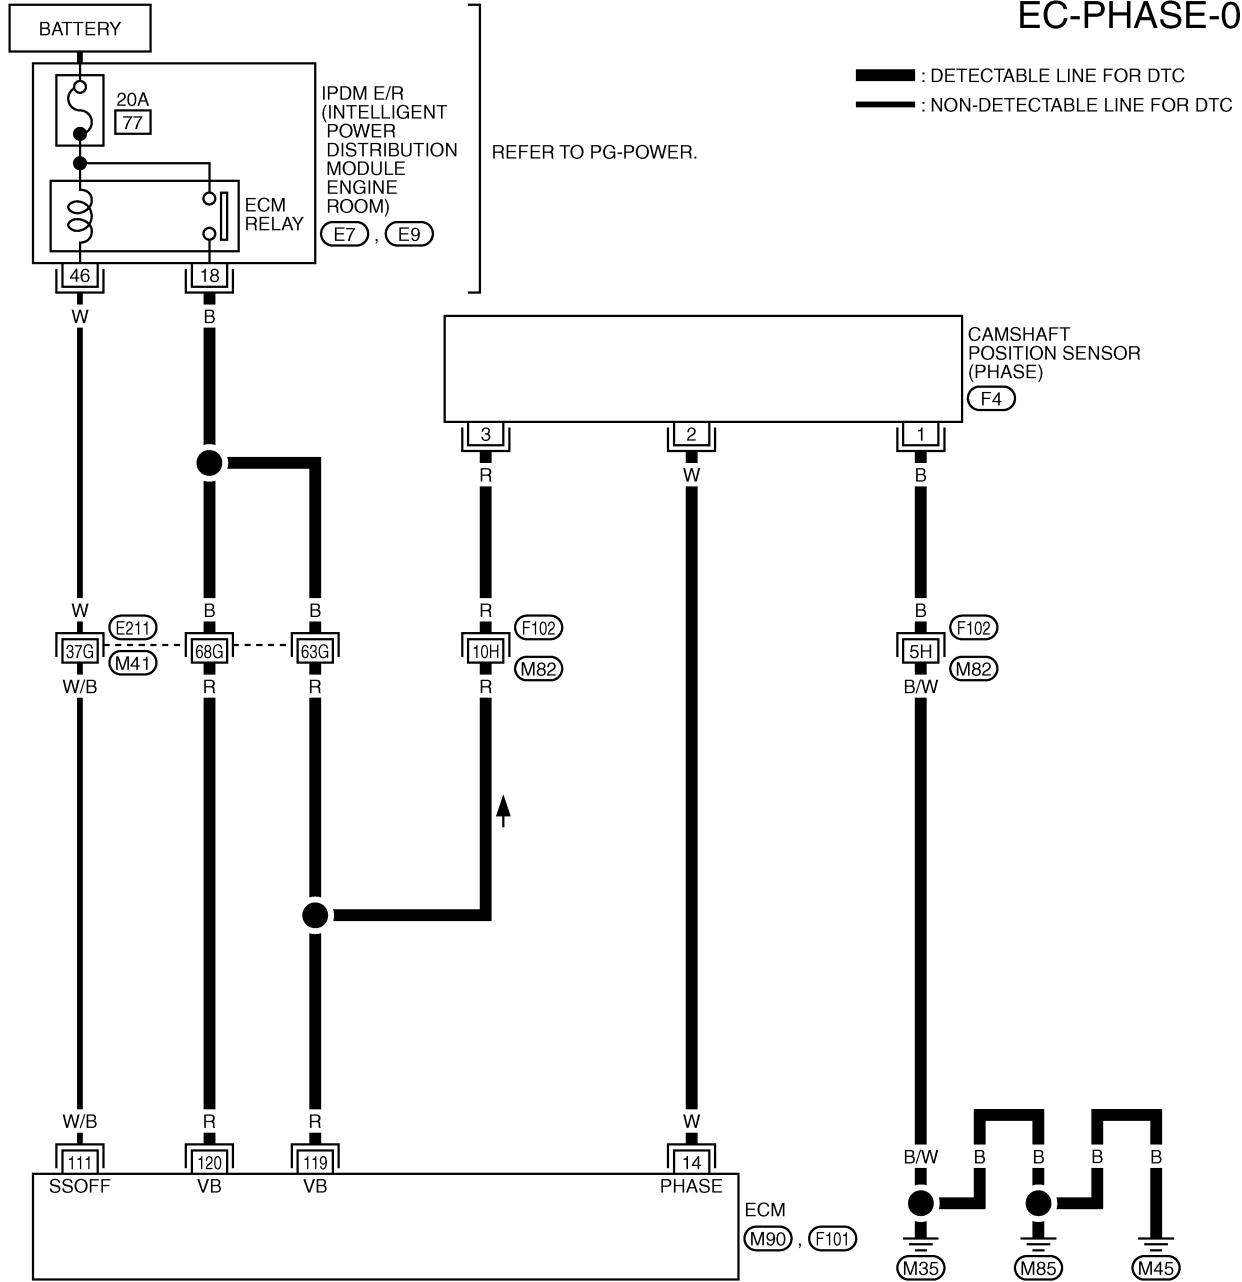 EC-PHASE-0
BATTERY
: DETECTABLE LINE FOR DTC
: NON-DETECTABLE LINE FOR DTC
20A
77
IPDM E/R
(INTELLIGENT
POWER
DISTRIBUTION
MODULE
ENGINE
ROOM)
E7 , E9
REFER TO PG-POWER.
ECM
RELAY
46 18
W B
CAMSHAFT
POSITION SENSOR
(PHASE)
F4
3 2 1
R W B
W B B R B
E211 F102 F102
37G 68G 63G 10H 5H
M41 M82 M82
W/B R R R B/W
W/B R R W
B/W B B B B
111 120 119 14
SSOFF VB VB PHASE
ECM
M90 , F101
M35 M85 M45